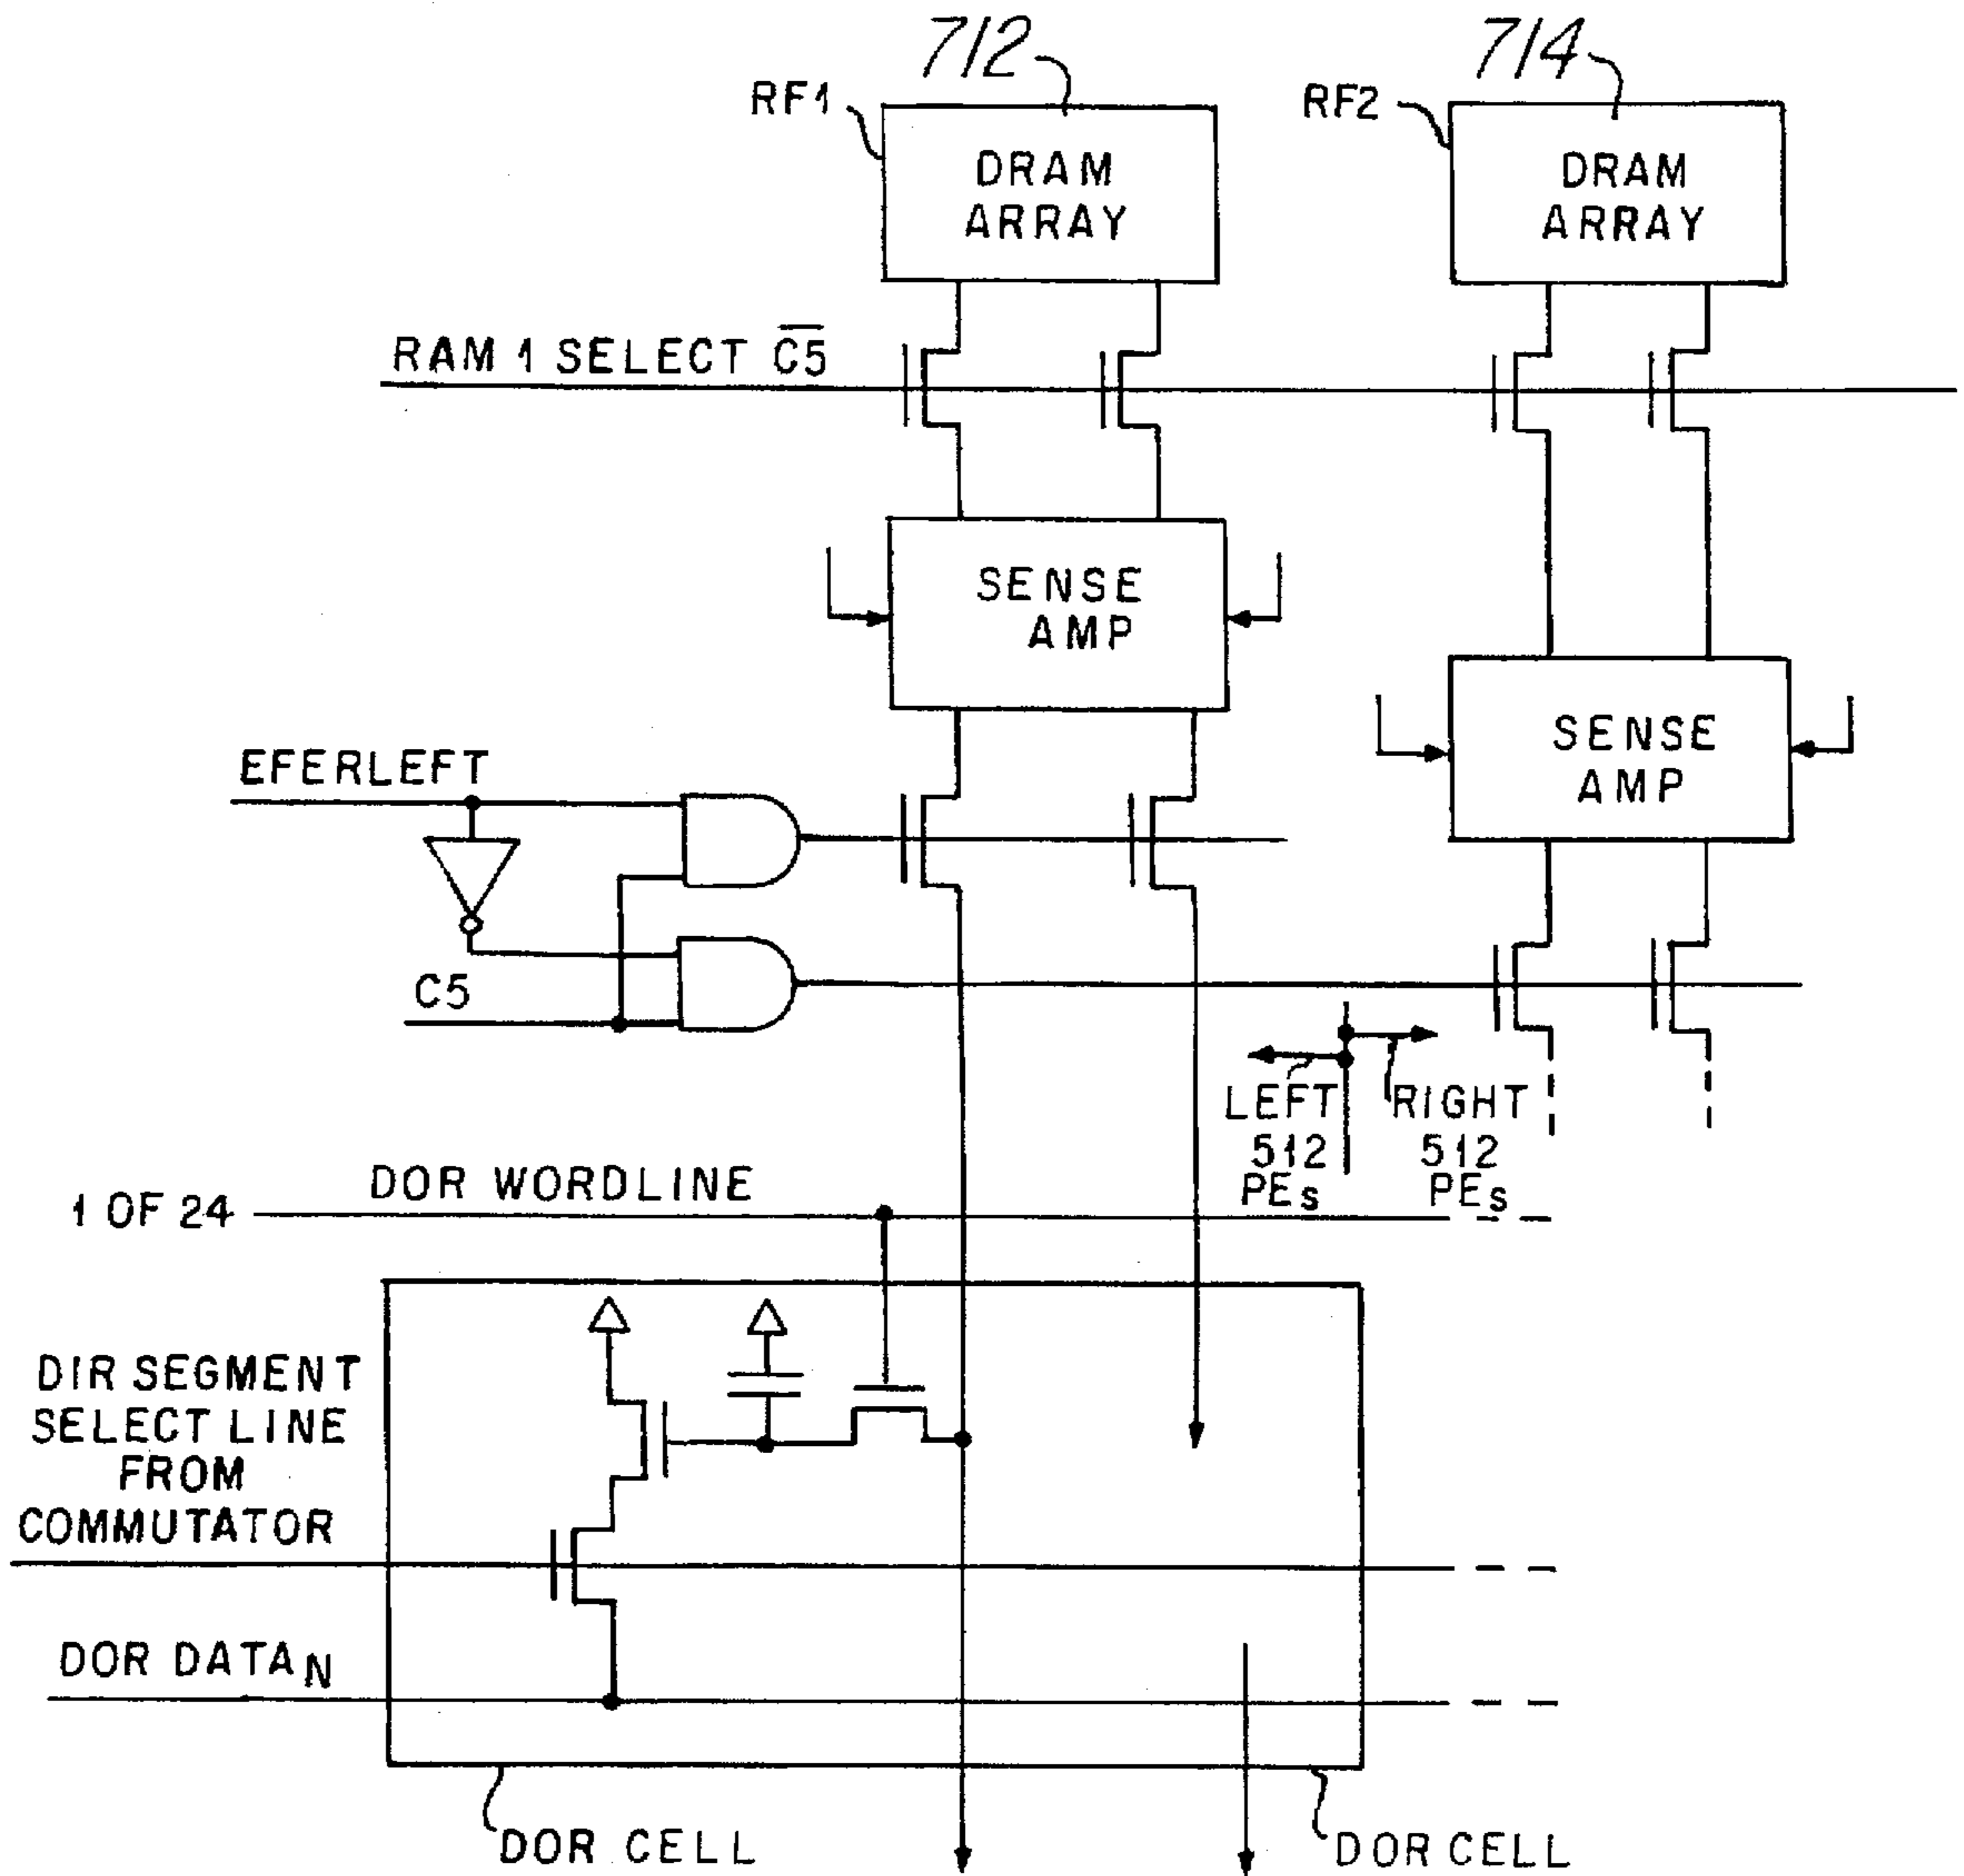 712
714
RF1
RF2
DRAM
ARRAY
DRAM
ARRAY
RAM 1 SELECT C̅5̅
SENSE
AMP
SENSE
AMP
EFERLEFT
C5
LEFT
512
PEs
RIGHT
512
PEs
DOR WORDLINE
1 OF 24
DIR SEGMENT
SELECT LINE
FROM
COMMUTATOR
DOR DATA N
DOR CELL
DOR CELL